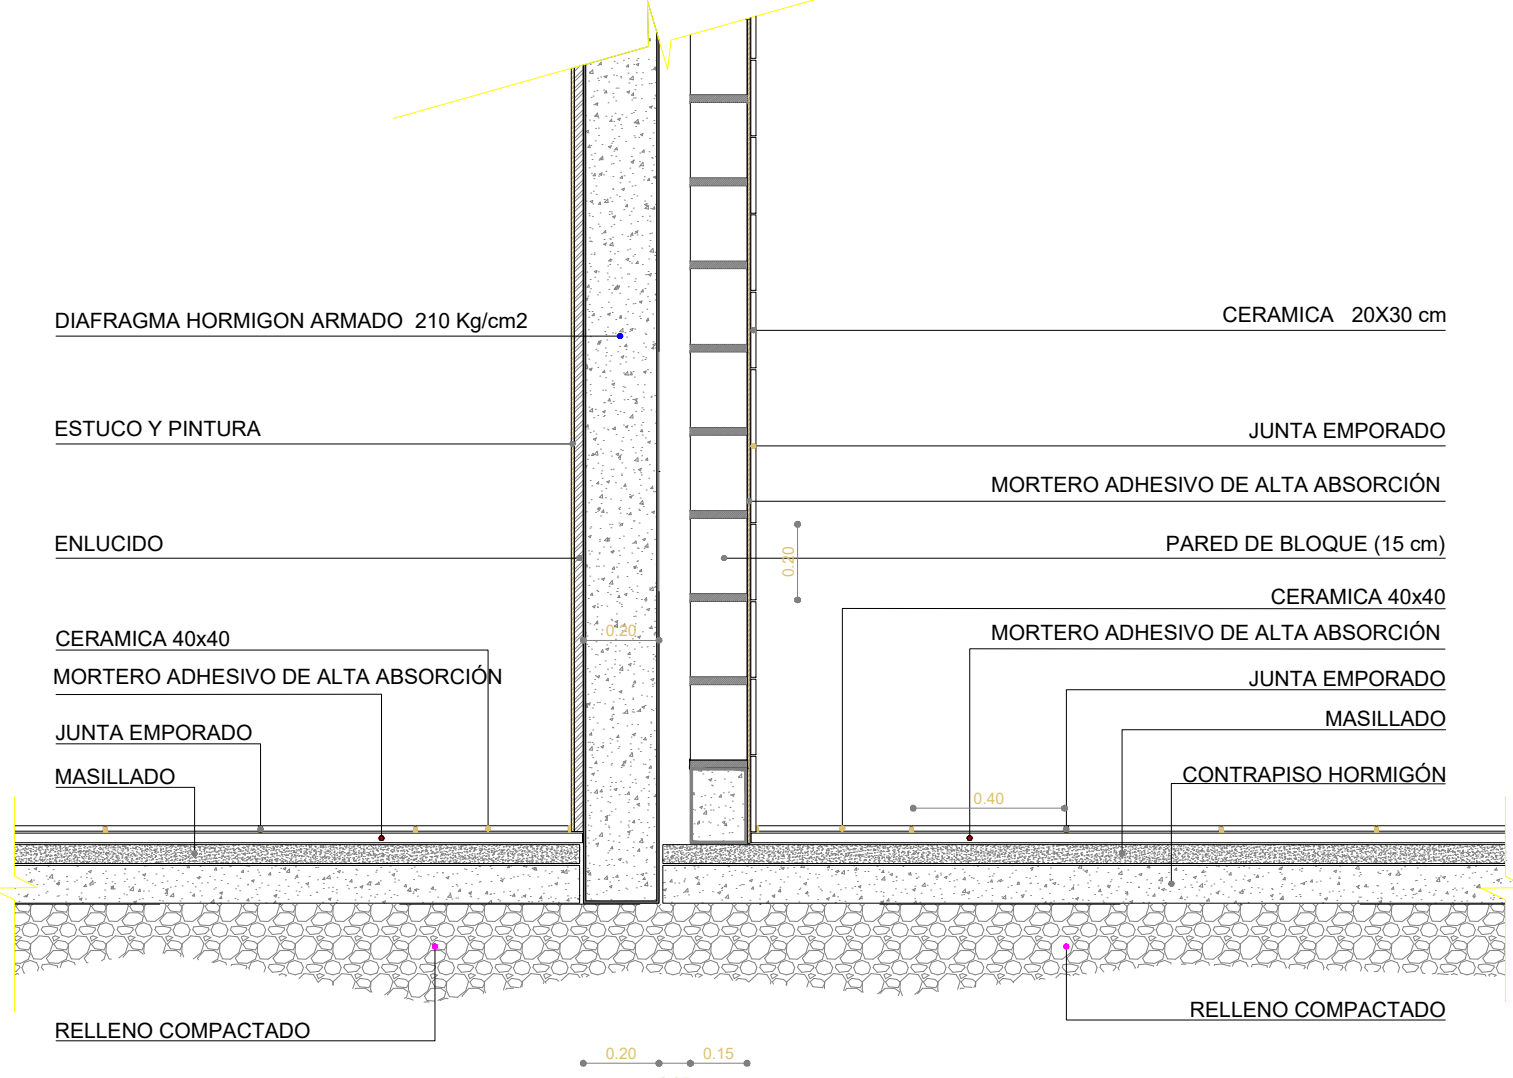 DIAFRAGMA HORMIGON ARMADO 210 Kg/cm2
ESTUCO Y PINTURA
ENLUCIDO
CERAMICA 40x40
MORTERO ADHESIVO DE ALTA ABSORCIÓN
JUNTA EMPORADO
MASILLADO
RELLENO COMPACTADO
0.20
0.20
0.15
CERAMICA 20X30 cm
JUNTA EMPORADO
MORTERO ADHESIVO DE ALTA ABSORCIÓN
PARED DE BLOQUE (15 cm)
0.20
CERAMICA 40x40
MORTERO ADHESIVO DE ALTA ABSORCIÓN
JUNTA EMPORADO
MASILLADO
CONTRAPISO HORMIGÓN
0.40
RELLENO COMPACTADO